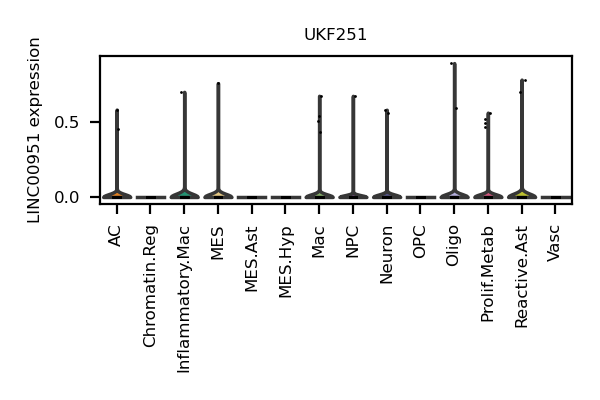 UKF251
LINC00951 expression
0.5
0.0
AC
Chromatin.Reg
Inflammatory.Mac
MES
MES.Ast
MES.Hyp
Mac
NPC
Neuron
OPC
Oligo
Prolif.Metab
Reactive.Ast
Vasc